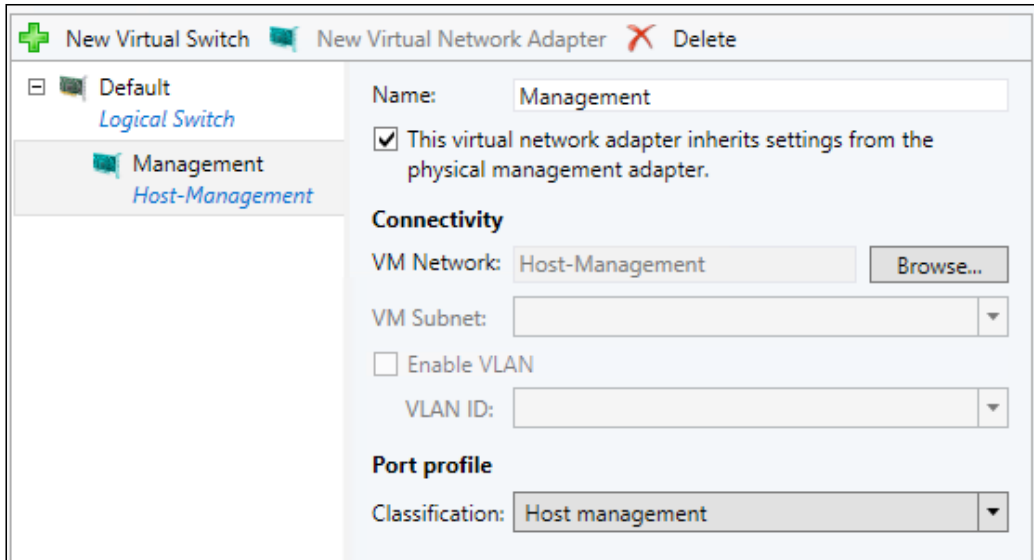 New Virtual Switch New Virtual Network Adapter Delete
Default
Logical Switch
Management
Host-Management
Name: Management
This virtual network adapter inherits settings from the
physical management adapter.
Connectivity
VM Network: Host-Management Browse...
VM Subnet:
Enable VLAN
VLAN ID:
Port profile
Classification: Host management